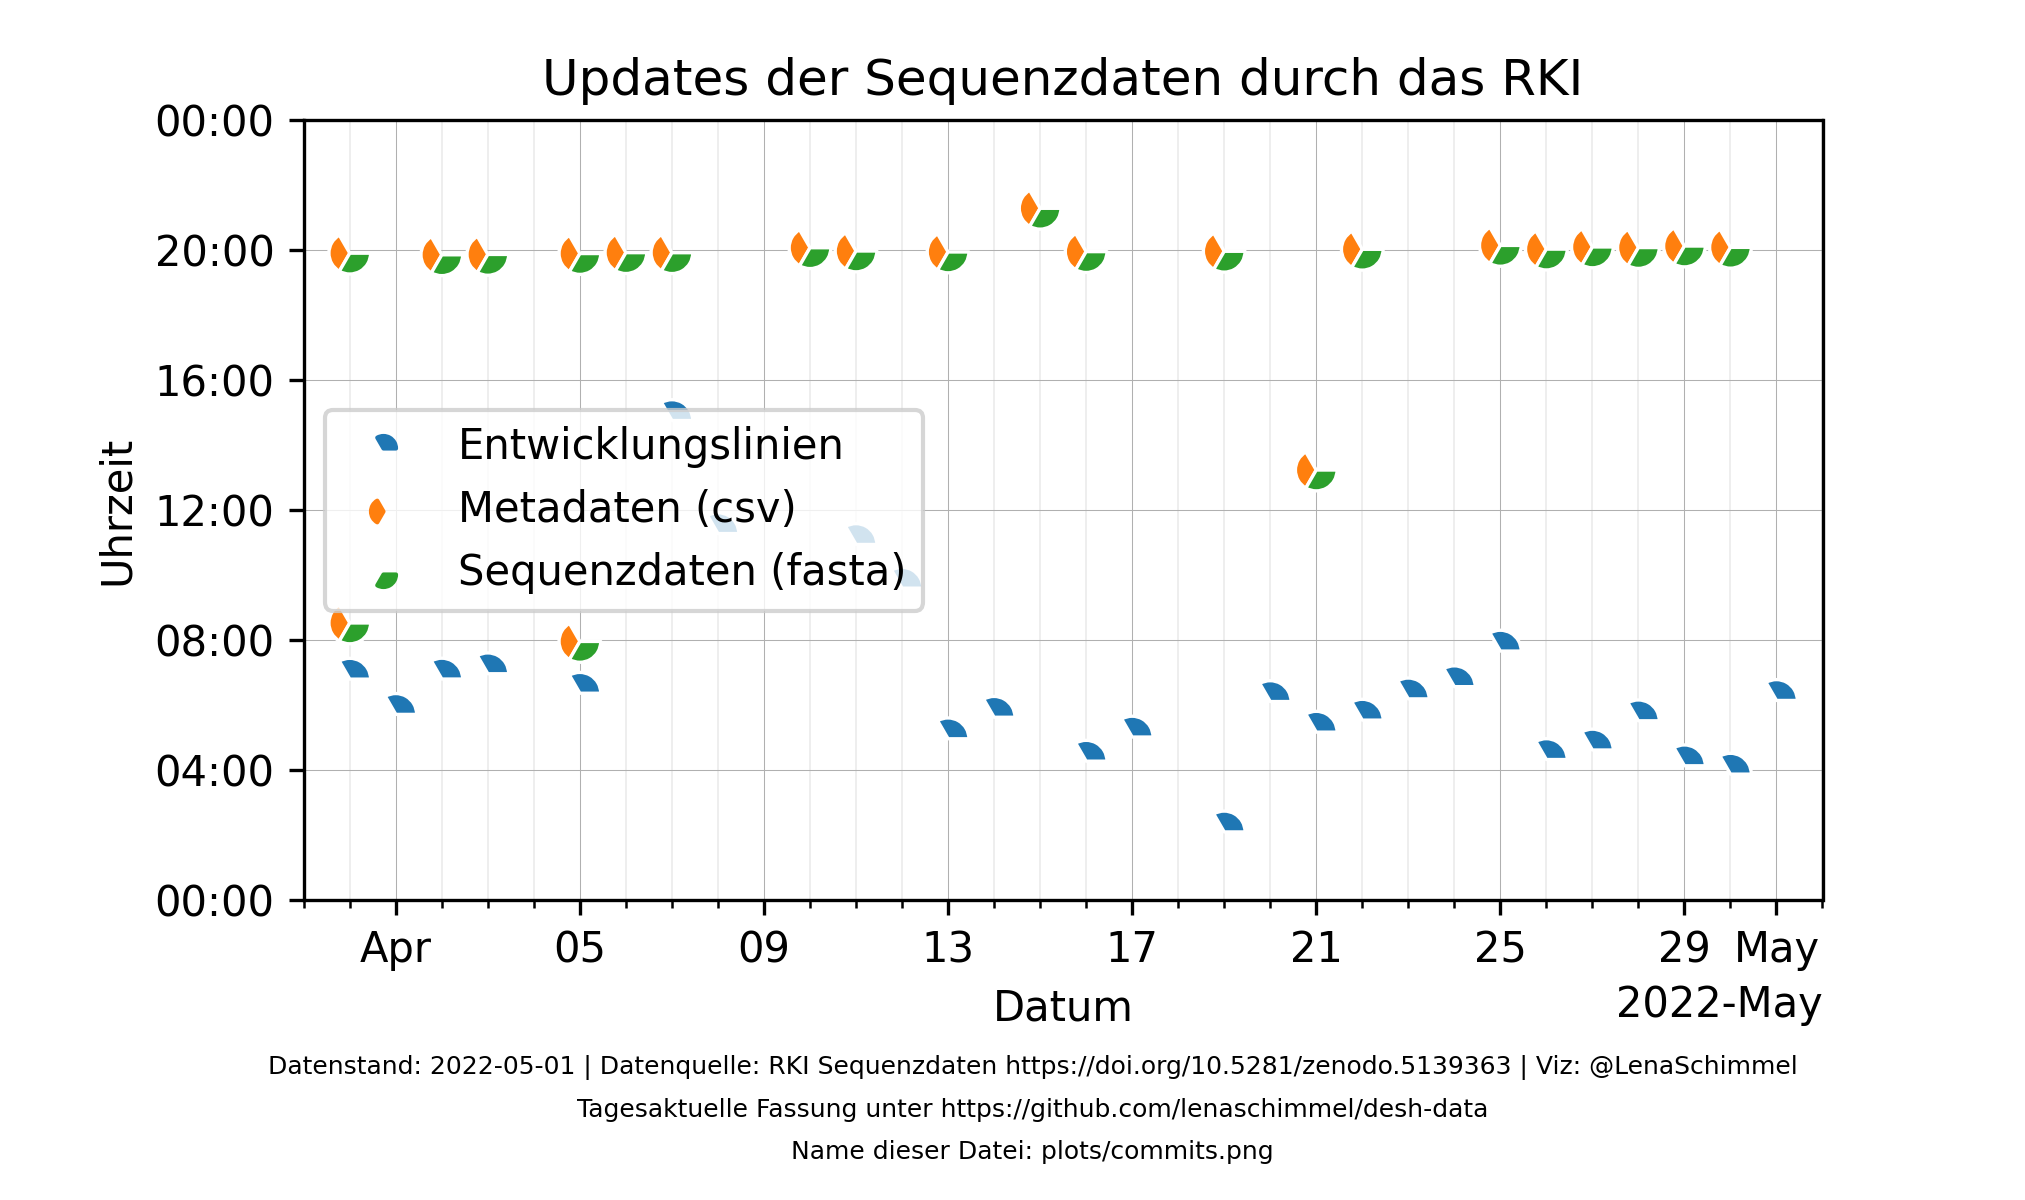 Updates der Sequenzdaten durch das RKI
00:00
20:00
16:00
12:00
08:00
04:00
00:00
Uhrzeit
Entwicklungslinien
Metadaten (csv)
Sequenzdaten (fasta)
Apr 05 09 13 17 21 25 29 May
Datum
2022-May
Datenstand: 2022-05-01 | Datenquelle: RKI Sequenzdaten https://doi.org/10.5281/zenodo.5139363 | Viz: @LenaSchimmel
Tagesaktuelle Fassung unter https://github.com/lenaschimmel/desh-data
Name dieser Datei: plots/commits.png